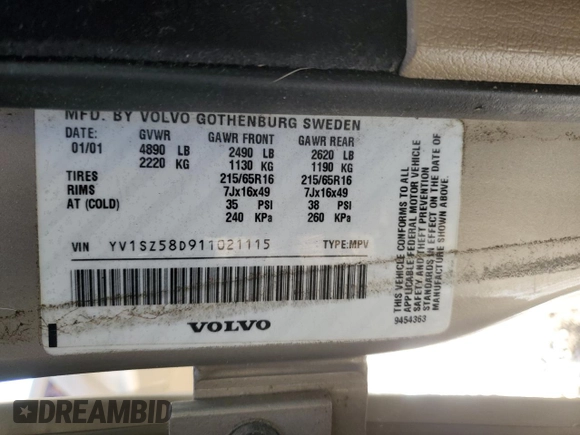 MFD. BY VOLVO GOTHENBURG SWEDEN
DATE: GVWR GAWR FRONT GAWR REAR
01/01 4890 LB 2490 LB 2620 LB
2220 KG 1130 KG 1190 KG
TIRES 215/65R16 215/65R16
RIMS 7Jx16x49 7Jx16x49
AT (COLD) 35 PSI 38 PSI
240 KPa 260 KPa
VIN YV1SZ58D911021115 TYPE:MPV
VOLVO
THIS VEHICLE CONFORMS TO ALL
APPLICABLE FEDERAL MOTOR VEHICLE
SAFETY AND THEFT PREVENTION
STANDARDS IN EFFECT ON THE DATE OF
MANUFACTURE SHOWN ABOVE.
9454363
DREAMBID